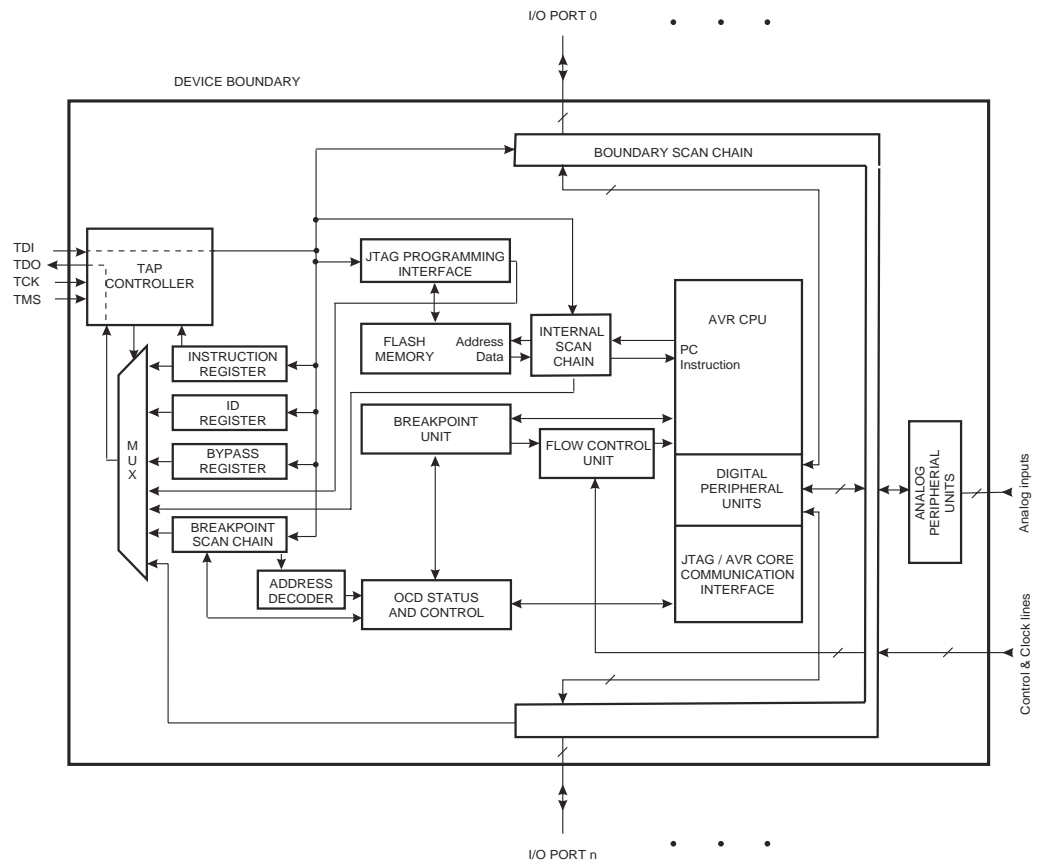 I/O PORT 0
DEVICE BOUNDARY
BOUNDARY SCAN CHAIN
TDI
TDO
TCK
TMS
TAP
CONTROLLER
JTAG PROGRAMMING
INTERFACE
AVR CPU
FLASH
MEMORY
Address
Data
INTERNAL
SCAN
CHAIN
PC
Instruction
INSTRUCTION
REGISTER
ID
REGISTER
BREAKPOINT
UNIT
M
U
X
BYPASS
REGISTER
FLOW CONTROL
UNIT
DIGITAL
PERIPHERAL
UNITS
ANALOG
PERIPHERIAL
UNITS
Analog inputs
BREAKPOINT
SCAN CHAIN
ADDRESS
DECODER
OCD STATUS
AND CONTROL
JTAG / AVR CORE
COMMUNICATION
INTERFACE
Control & Clock lines
I/O PORT n